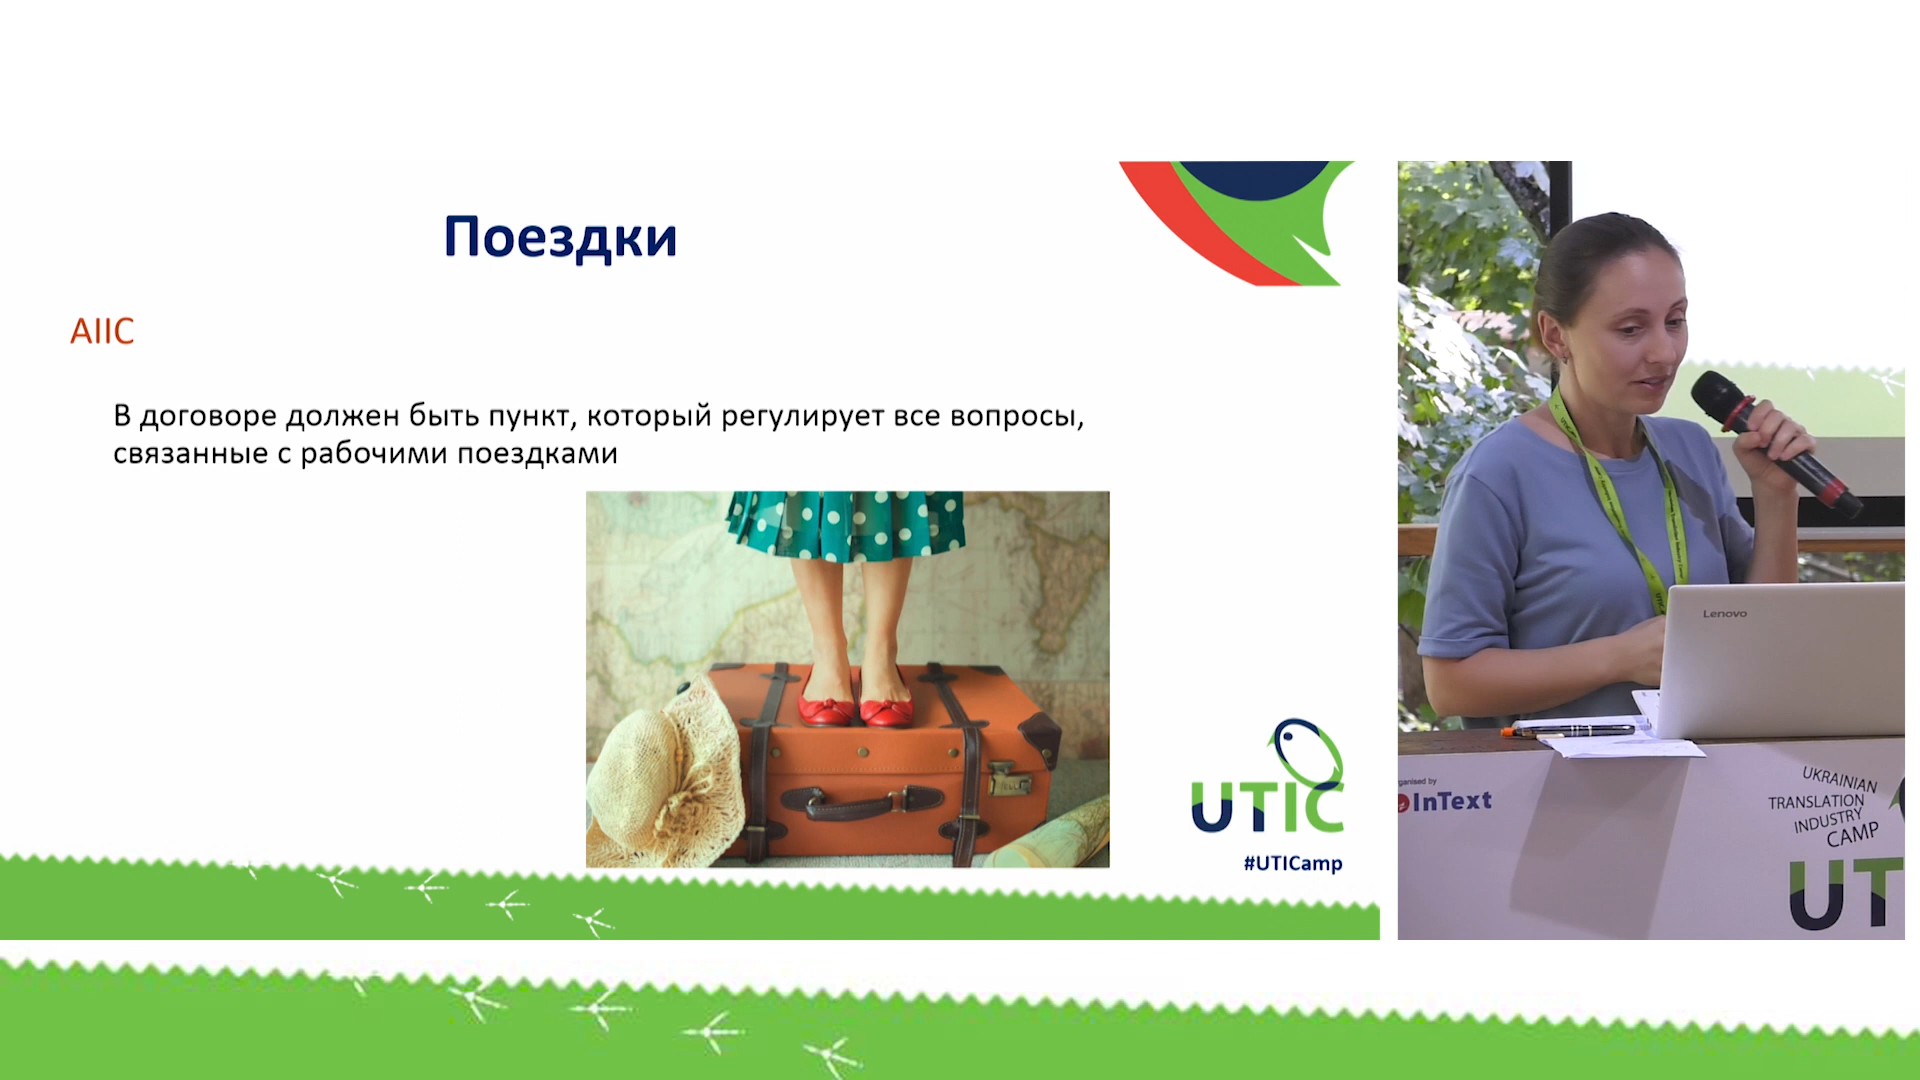 Поездки
AIIC
В договоре должен быть пункт, который регулирует все вопросы,
связанные с рабочими поездками
UTIC
#UTICamp
Lenovo
InText
UKRAINIAN
TRANSLATION
INDUSTRY
CAMP
UT